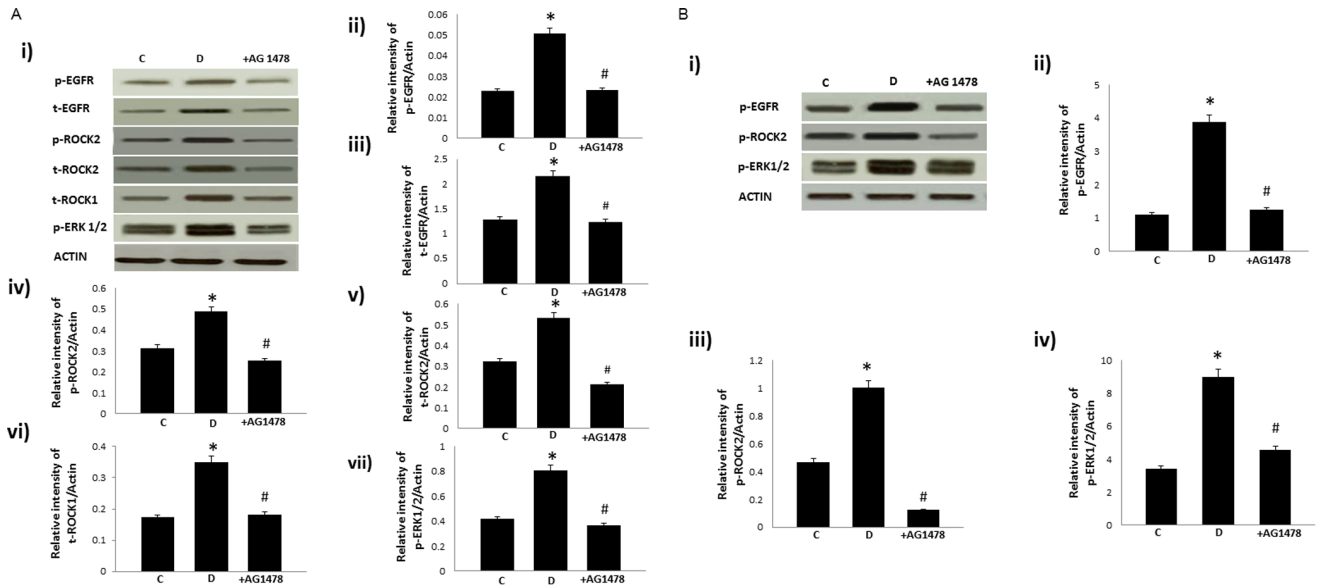 A
i)
C D +AG 1478
p-EGFR
t-EGFR
p-ROCK2
t-ROCK2
t-ROCK1
p-ERK 1/2
ACTIN
ii)
Relative intensity of
p-EGFR/Actin
0.06
0.05
0.04
0.03
0.02
0.01
0
*
#
C D +AG1478
iii)
Relative intensity of
t-EGFR/Actin
2.5
2
1.5
1
0.5
0
*
#
C D +AG1478
iv)
Relative intensity of
p-ROCK2/Actin
0.6
0.5
0.4
0.3
0.2
0.1
0
*
#
C D +AG1478
v)
Relative intensity of
t-ROCK2/Actin
0.6
0.5
0.4
0.3
0.2
0.1
0
*
#
C D +AG1478
vi)
Relative intensity of
t-ROCK1/Actin
0.4
0.3
0.2
0.1
0
*
#
C D +AG1478
vii)
Relative intensity of
p-ERK1/2/Actin
1
0.8
0.6
0.4
0.2
0
*
#
C D +AG1478
B
i)
C D +AG 1478
p-EGFR
p-ROCK2
p-ERK1/2
ACTIN
ii)
Relative intensity of
p-EGFR/Actin
5
4
3
2
1
0
*
#
C D +AG1478
iii)
Relative intensity of
p-ROCK2/Actin
1.2
1
0.8
0.6
0.4
0.2
0
*
#
C D +AG1478
iv)
Relative intensity of
p-ERK1/2/Actin
10
8
6
4
2
0
*
#
C D +AG1478